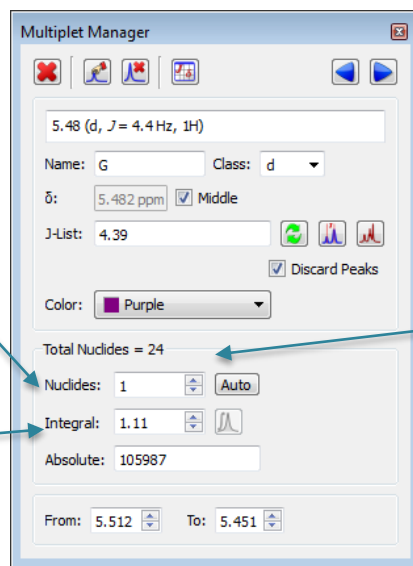 Multiplet Manager
5.48 (d, J = 4.4 Hz, 1H)
Name: G Class: d
δ: 5.482 ppm Middle
J-List: 4.39
Discard Peaks
Color: Purple
Total Nuclides = 24
Nuclides: 1 Auto
Integral: 1.11
Absolute: 105987
From: 5.512 To: 5.451